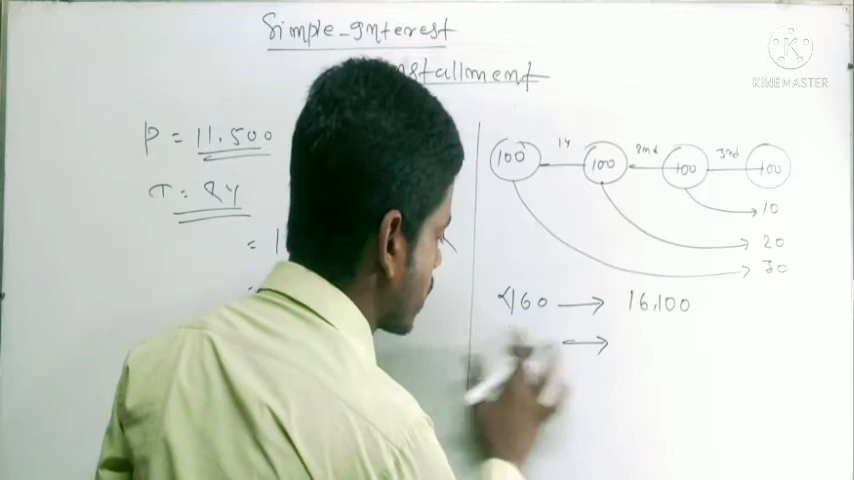 Simple-Interest
nstallment
KINEMASTER
P = 11,500
= 1
100 1Y 100 2nd 100 3rd 100
10
20
30
460 → 16,100
→